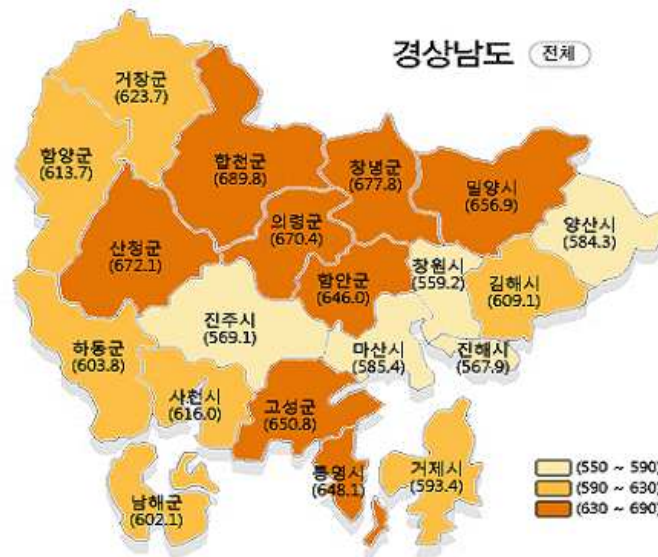 경상남도 전체
거창군
(623.7)
함양군
(613.7)
합천군
(689.8)
창녕군
(677.8)
밀양시
(656.9)
양산시
(584.3)
산청군
(672.1)
의령군
(670.4)
함안군
(646.0)
창원시
(559.2)
김해시
(609.1)
진주시
(569.1)
마산시
(585.4)
진해시
(567.9)
하동군
(603.8)
사천시
(616.0)
고성군
(650.8)
통영시
(648.1)
거제시
(593.4)
남해군
(602.1)
(550 ~ 590)
(590 ~ 630)
(630 ~ 690)